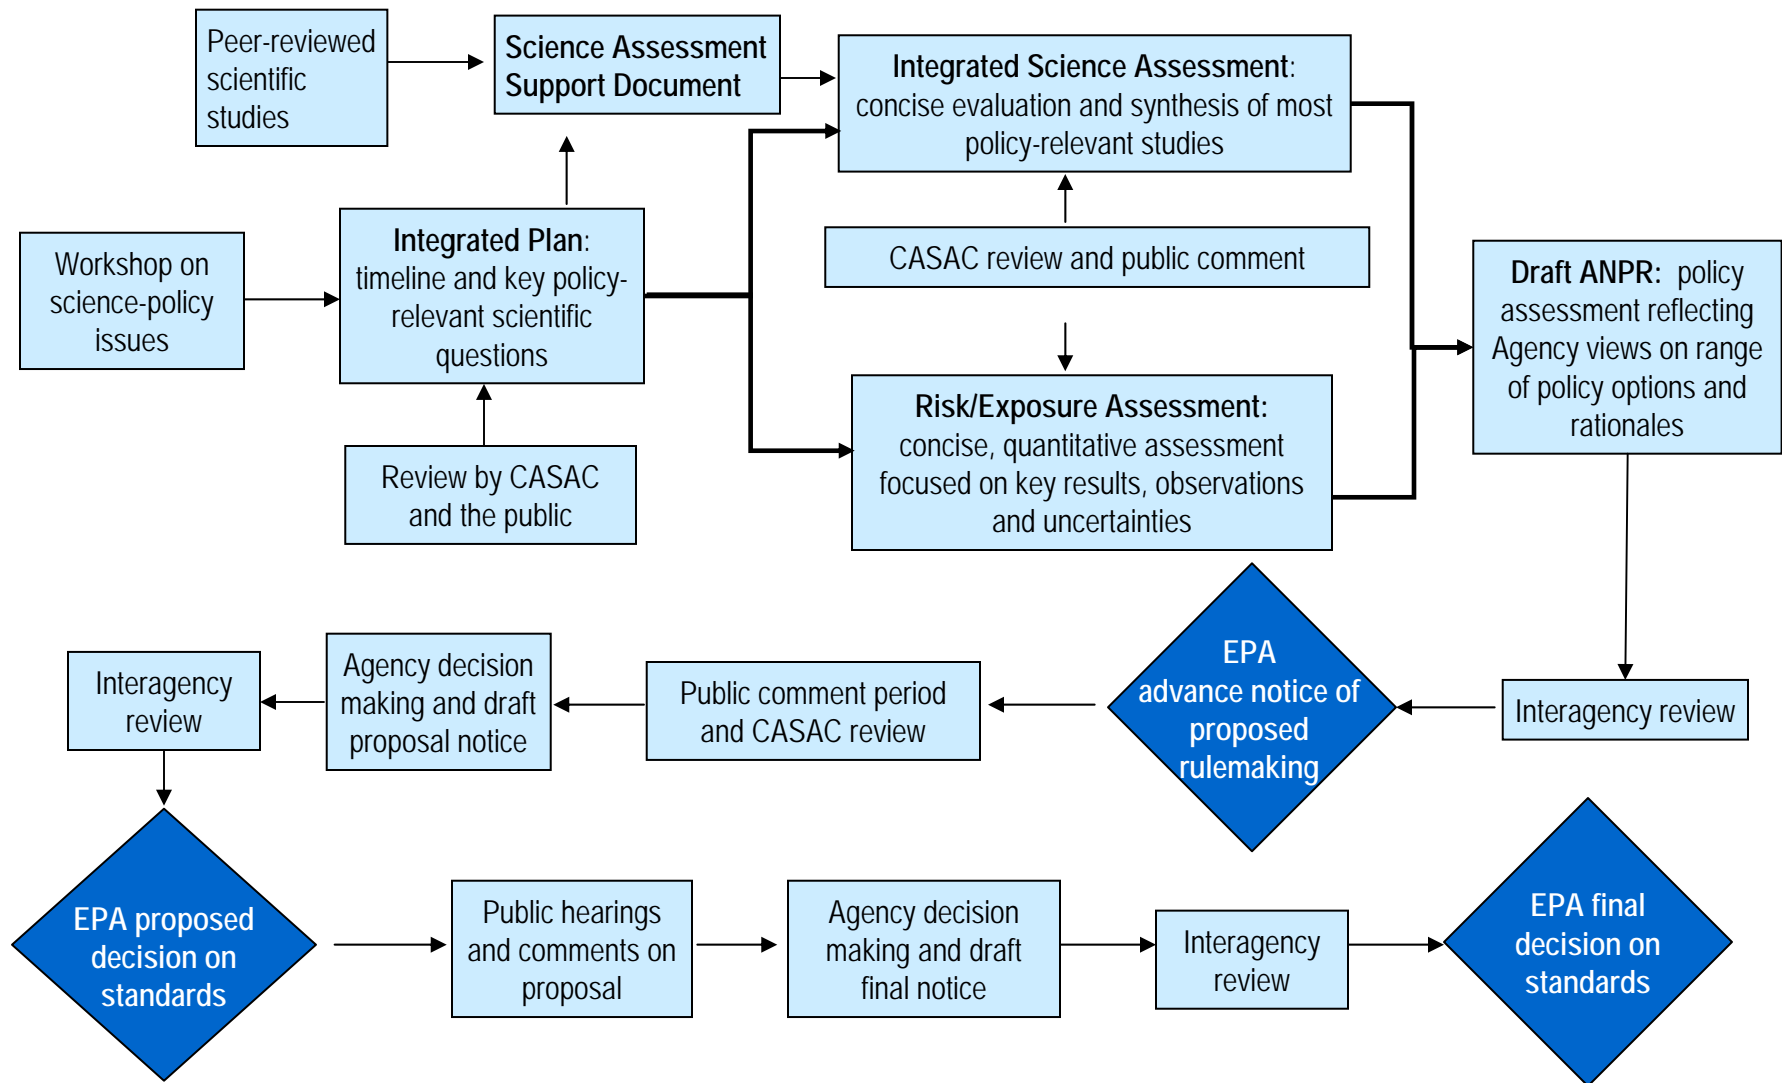 Peer-reviewed
scientific
studies
Science Assessment
Support Document
Integrated Science Assessment:
concise evaluation and synthesis of most
policy-relevant studies
Workshop on
science-policy
issues
Integrated Plan:
timeline and key policy-
relevant scientific
questions
CASAC review and public comment
Draft ANPR: policy
assessment reflecting
Agency views on range
of policy options and
rationales
Review by CASAC
and the public
Risk/Exposure Assessment:
concise, quantitative assessment
focused on key results, observations
and uncertainties
Interagency
review
Agency decision
making and draft
proposal notice
Public comment period
and CASAC review
EPA
advance notice of
proposed
rulemaking
Interagency review
EPA proposed
decision on
standards
Public hearings
and comments on
proposal
Agency decision
making and draft
final notice
Interagency
review
EPA final
decision on
standards